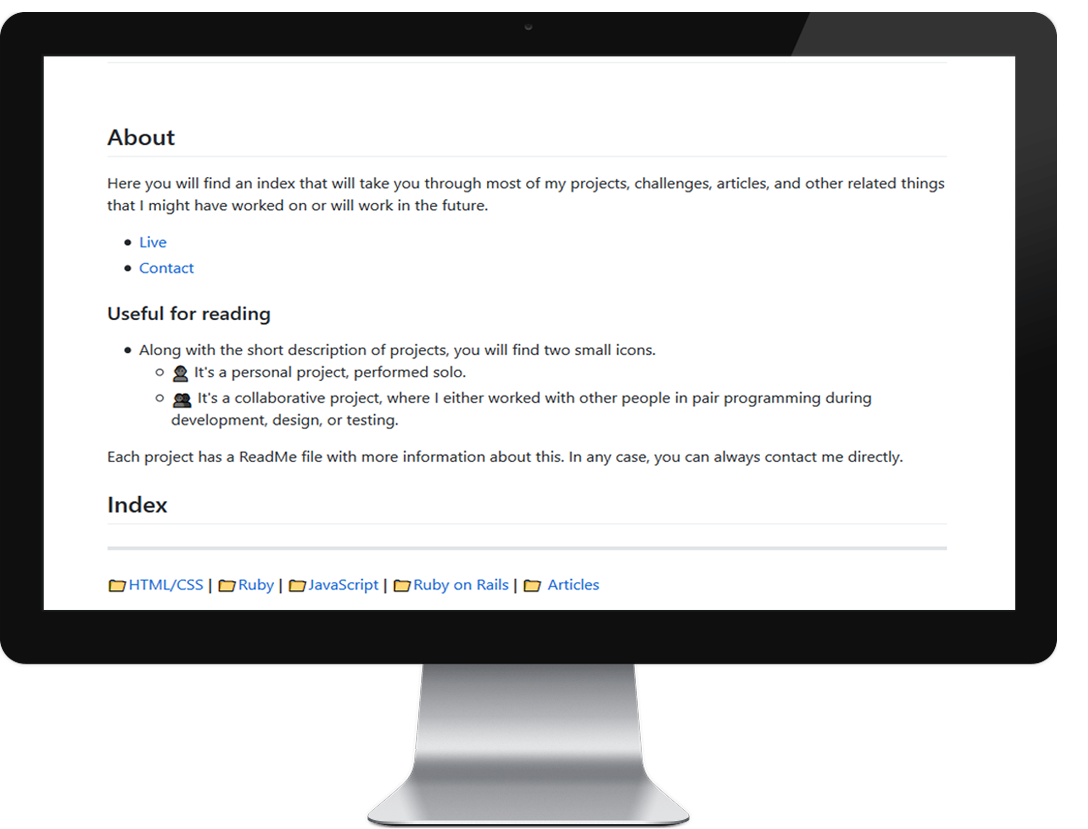 About
Here you will find an index that will take you through most of my projects, challenges, articles, and other related things
that I might have worked on or will work in the future.
Live
Contact
Useful for reading
Along with the short description of projects, you will find two small icons.
It's a personal project, performed solo.
It's a collaborative project, where I either worked with other people in pair programming during
development, design, or testing.
Each project has a ReadMe file with more information about this. In any case, you can always contact me directly.
Index
HTML/CSS | Ruby | JavaScript | Ruby on Rails | Articles